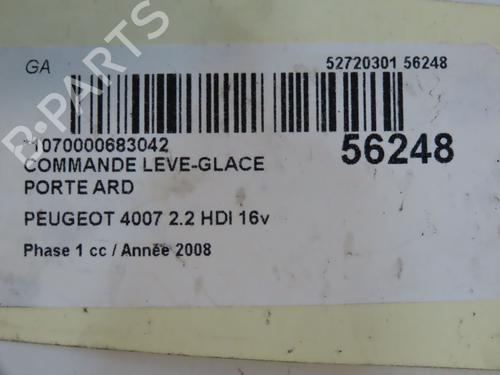 GA
52720301 56248
1070000683042
56248
COMMANDE LEVE-GLACE
PORTE ARD
PEUGEOT 4007 2.2 HDI 16v
Phase 1 cc / Année 2008
B-PARTS